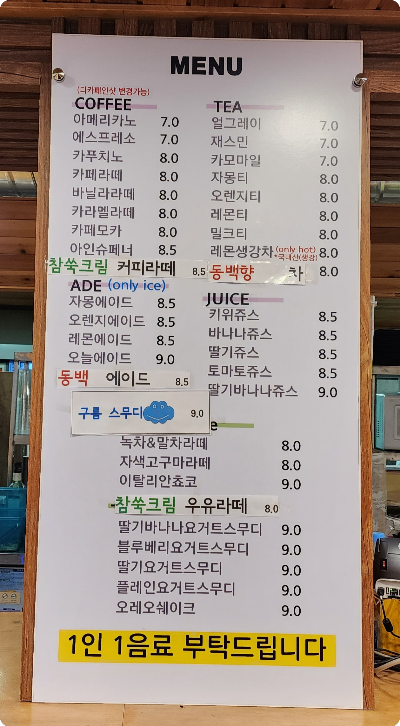 MENU
(디카페인샷 변경가능)
COFFEE
아메리카노 7.0
에스프레소 7.0
카푸치노 8.0
카페라떼 8.0
바닐라라떼 8.0
카라멜라떼 8.0
카페모카 8.0
아인슈페너 8.5
참쑥크림 커피라떼 8.5
ADE (only ice)
자몽에이드 8.5
오렌지에이드 8.5
레몬에이드 8.5
오늘에이드 9.0
동백 에이드 8.5
구름 스무디 9.0
TEA
얼그레이 7.0
재스민 7.0
카모마일 7.0
자몽티 8.0
오렌지티 8.0
레몬티 8.0
밀크티 8.0
레몬생강차 (only hot) *국내산(생강) 8.0
동백향 차 8.0
JUICE
키위쥬스 8.5
바나나쥬스 8.5
딸기쥬스 8.5
토마토쥬스 8.5
딸기바나나쥬스 9.0
e
녹차&말차라떼 8.0
자색고구마라떼 8.0
이탈리안쵸코 9.0
참쑥크림 우유라떼 8.0
딸기바나나요거트스무디 9.0
블루베리요거트스무디 9.0
딸기요거트스무디 9.0
플레인요거트스무디 9.0
오레오쉐이크 9.0
1인 1음료 부탁드립니다